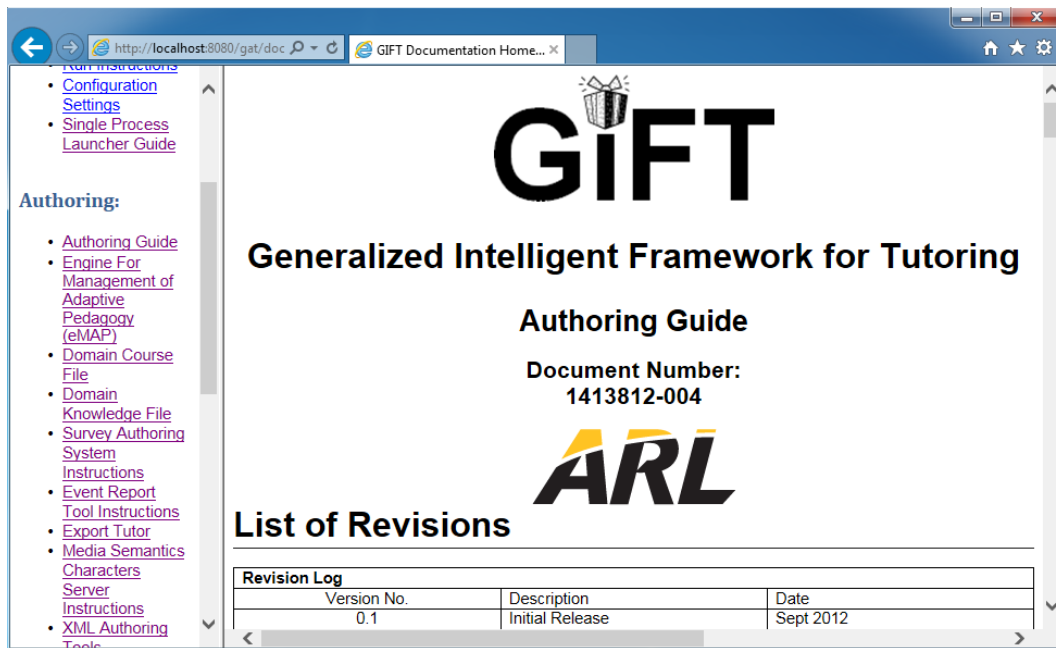 http://localhost:8080/gat/doc
GIFT Documentation Home...
Run Instructions
Configuration
Settings
Single Process
Launcher Guide
Authoring:
Authoring Guide
Engine For
Management of
Adaptive
Pedagogy
(eMAP)
Domain Course
File
Domain
Knowledge File
Survey Authoring
System
Instructions
Event Report
Tool Instructions
Export Tutor
Media Semantics
Characters
Server
Instructions
XML Authoring
Tools
GiFT
Generalized Intelligent Framework for Tutoring
Authoring Guide
Document Number:
1413812-004
ARL
List of Revisions
Revision Log
Version No. Description Date
0.1 Initial Release Sept 2012